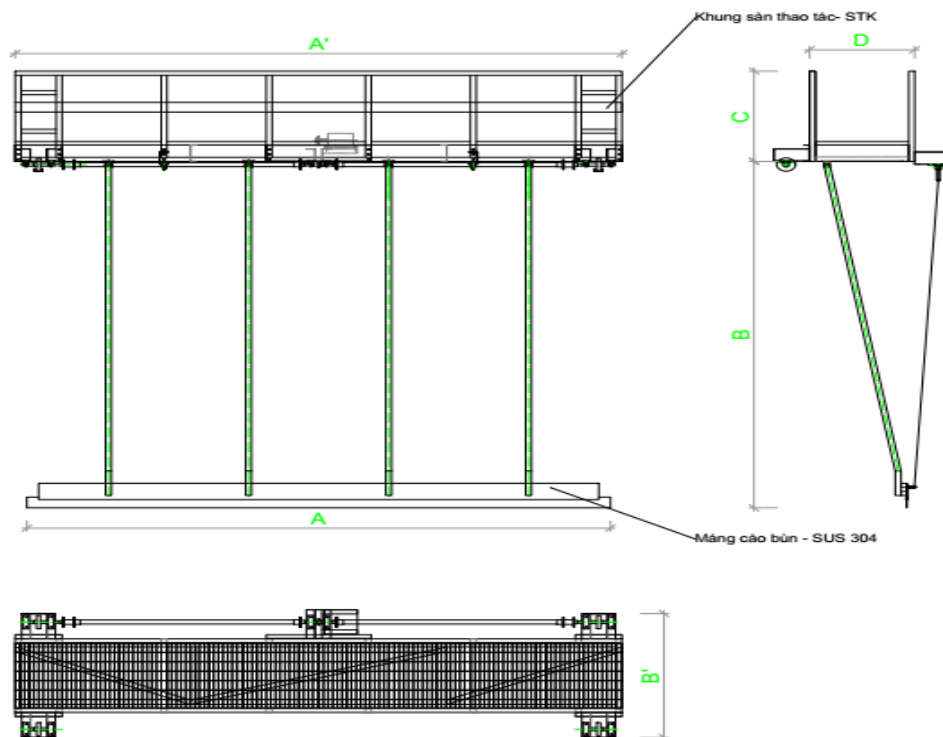 Khung sàn thao tác- STK
A'
D
C
B
A
Máng cào bùn - SUS 304
B'